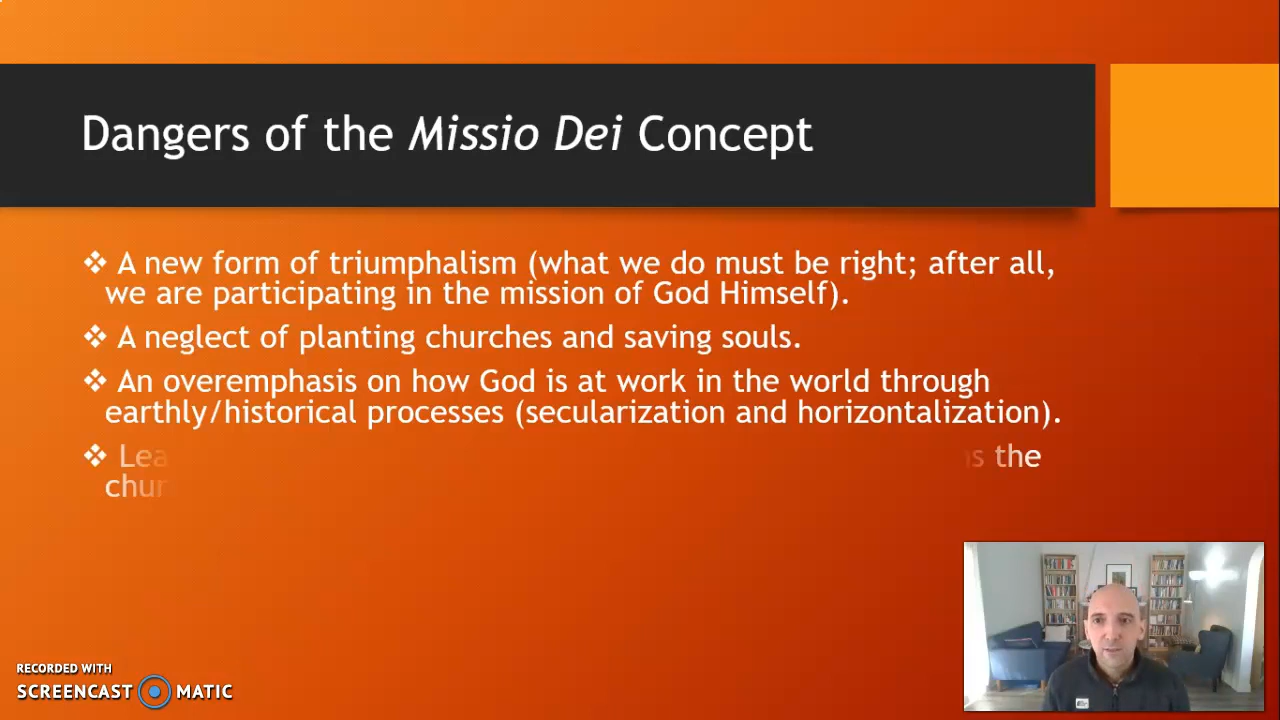 Dangers of the Missio Dei Concept
❖ A new form of triumphalism (what we do must be right; after all,
we are participating in the mission of God Himself).
❖ A neglect of planting churches and saving souls.
❖ An overemphasis on how God is at work in the world through
earthly/historical processes (secularization and horizontalization).
❖ the
RECORDED WITH
SCREENCAST MATIC